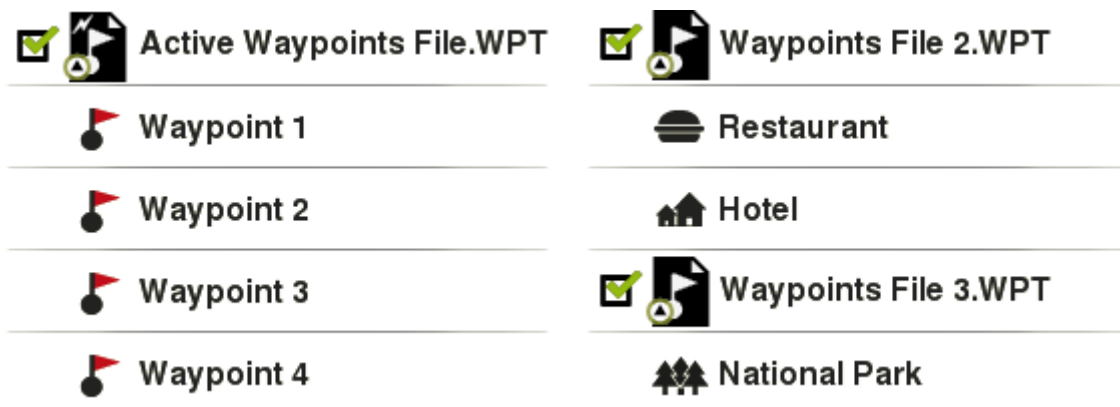 Active Waypoints File.WPT
Waypoint 1
Waypoint 2
Waypoint 3
Waypoint 4
Waypoints File 2.WPT
Restaurant
Hotel
Waypoints File 3.WPT
National Park